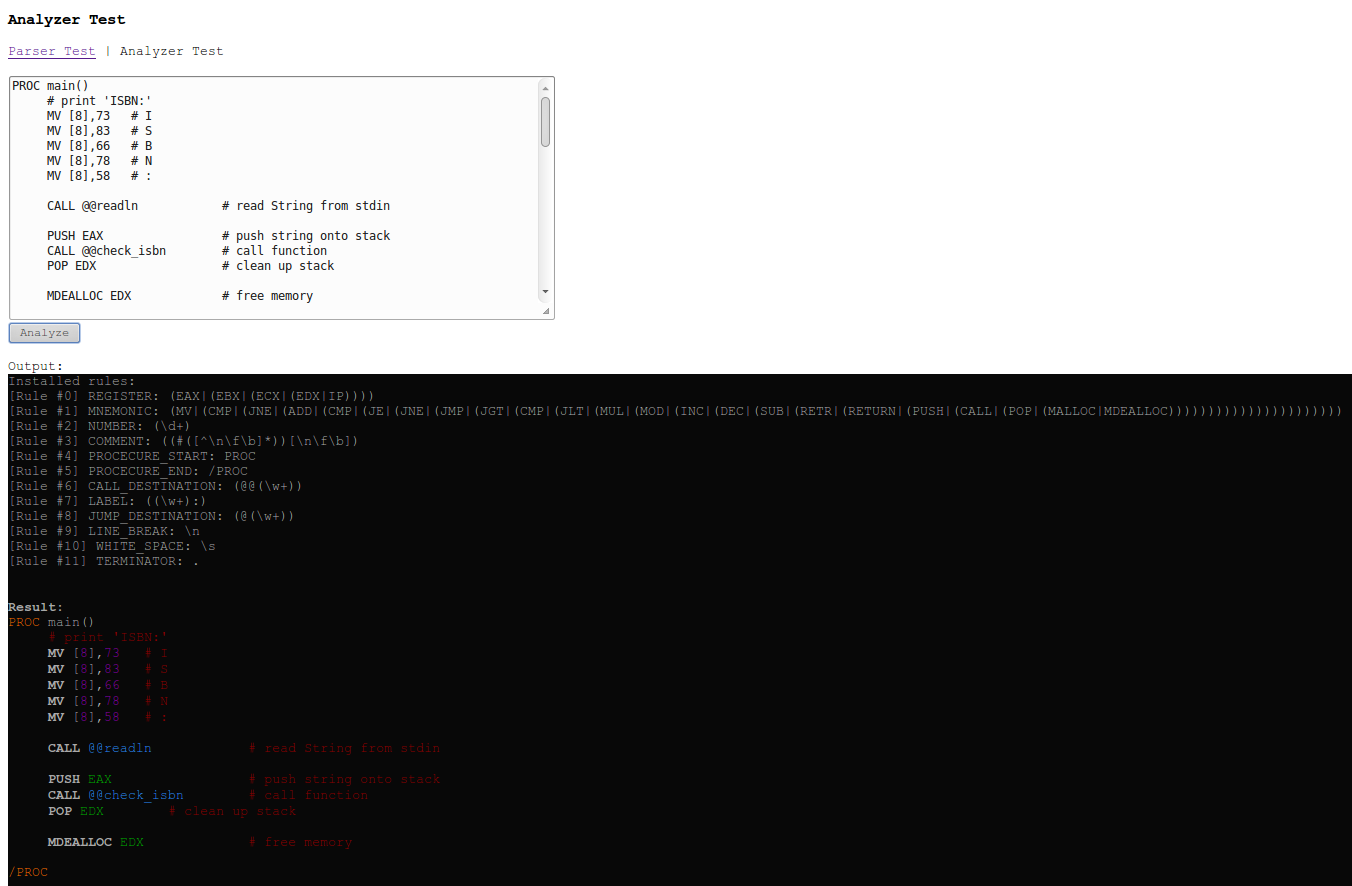 Analyzer Test
Parser Test | Analyzer Test
PROC main()
# print 'ISBN:'
MV [8],73 # I
MV [8],83 # S
MV [8],66 # B
MV [8],78 # N
MV [8],58 # :
CALL @@readln # read String from stdin
PUSH EAX # push string onto stack
CALL @@check_isbn # call function
POP EDX # clean up stack
MDEALLOC EDX # free memory
Analyze
Output:
Installed rules:
[Rule #0] REGISTER: (EAX|(EBX|(ECX|(EDX|IP))))
[Rule #1] MNEMONIC: (MV|(CMP|(JNE|(ADD|(CMP|(JE|(JNE|(JMP|(JGT|(CMP|(JLT|(MUL|(MOD|(INC|(DEC|(SUB|(RETR|(RETURN|(PUSH|(CALL|(POP|(MALLOC|MDEALLOC))))))))))))))))))))))
[Rule #2] NUMBER: (\d+)
[Rule #3] COMMENT: ((#([^\n\f\b]*))[\n\f\b])
[Rule #4] PROCECURE_START: PROC
[Rule #5] PROCECURE_END: /PROC
[Rule #6] CALL_DESTINATION: (@@(\w+))
[Rule #7] LABEL: ((\w+):)
[Rule #8] JUMP_DESTINATION: (@(\w+))
[Rule #9] LINE_BREAK: \n
[Rule #10] WHITE_SPACE: \s
[Rule #11] TERMINATOR: .
Result:
PROC main()
# print 'ISBN:'
MV [8],73 # I
MV [8],83 # S
MV [8],66 # B
MV [8],78 # N
MV [8],58 # :
CALL @@readln # read String from stdin
PUSH EAX # push string onto stack
CALL @@check_isbn # call function
POP EDX # clean up stack
MDEALLOC EDX # free memory
/PROC